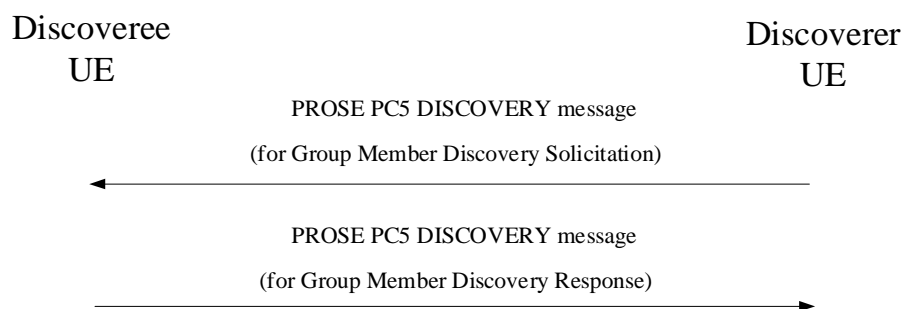 Discoveree
UE
Discoverer
UE
PROSE PC5 DISCOVERY message
(for Group Member Discovery Solicitation)
PROSE PC5 DISCOVERY message
(for Group Member Discovery Response)